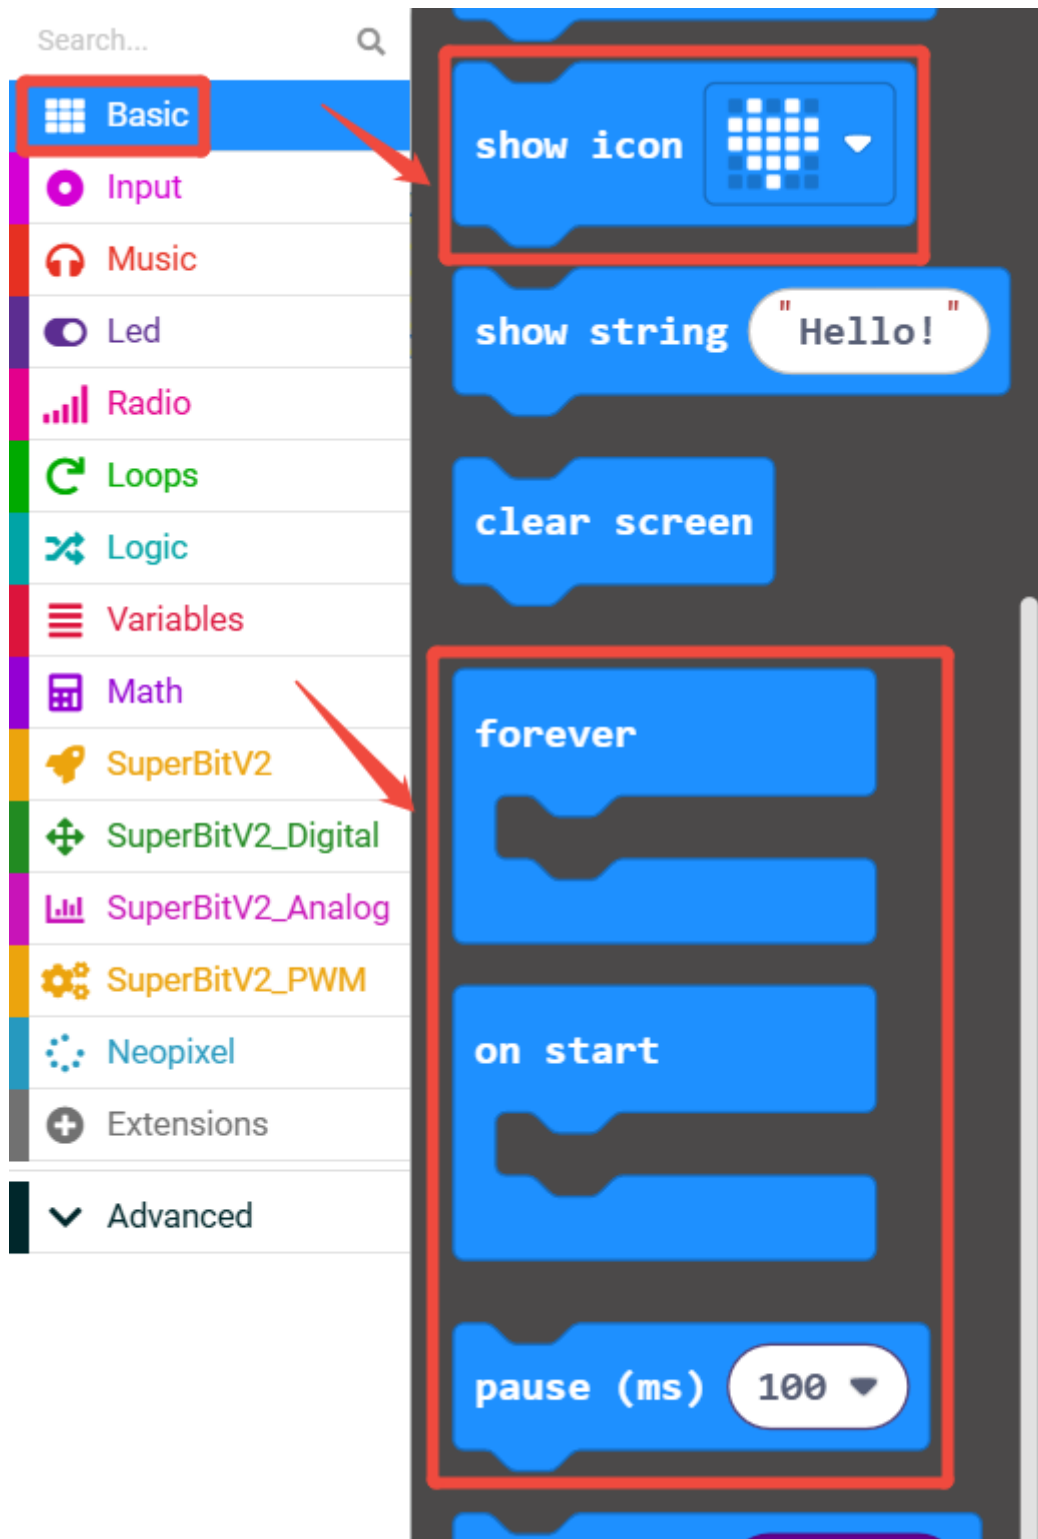 Search...
Basic
Input
Music
Led
Radio
Loops
Logic
Variables
Math
SuperBitV2
SuperBitV2_Digital
SuperBitV2_Analog
SuperBitV2_PWM
Neopixel
Extensions
Advanced
show icon
show string "Hello!"
clear screen
forever
on start
pause (ms) 100